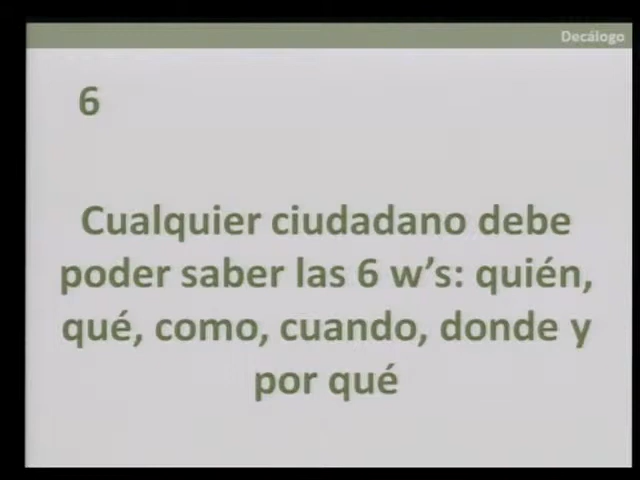 Decálogo
6
Cualquier ciudadano debe
poder saber las 6 w's: quién,
qué, como, cuando, donde y
por qué